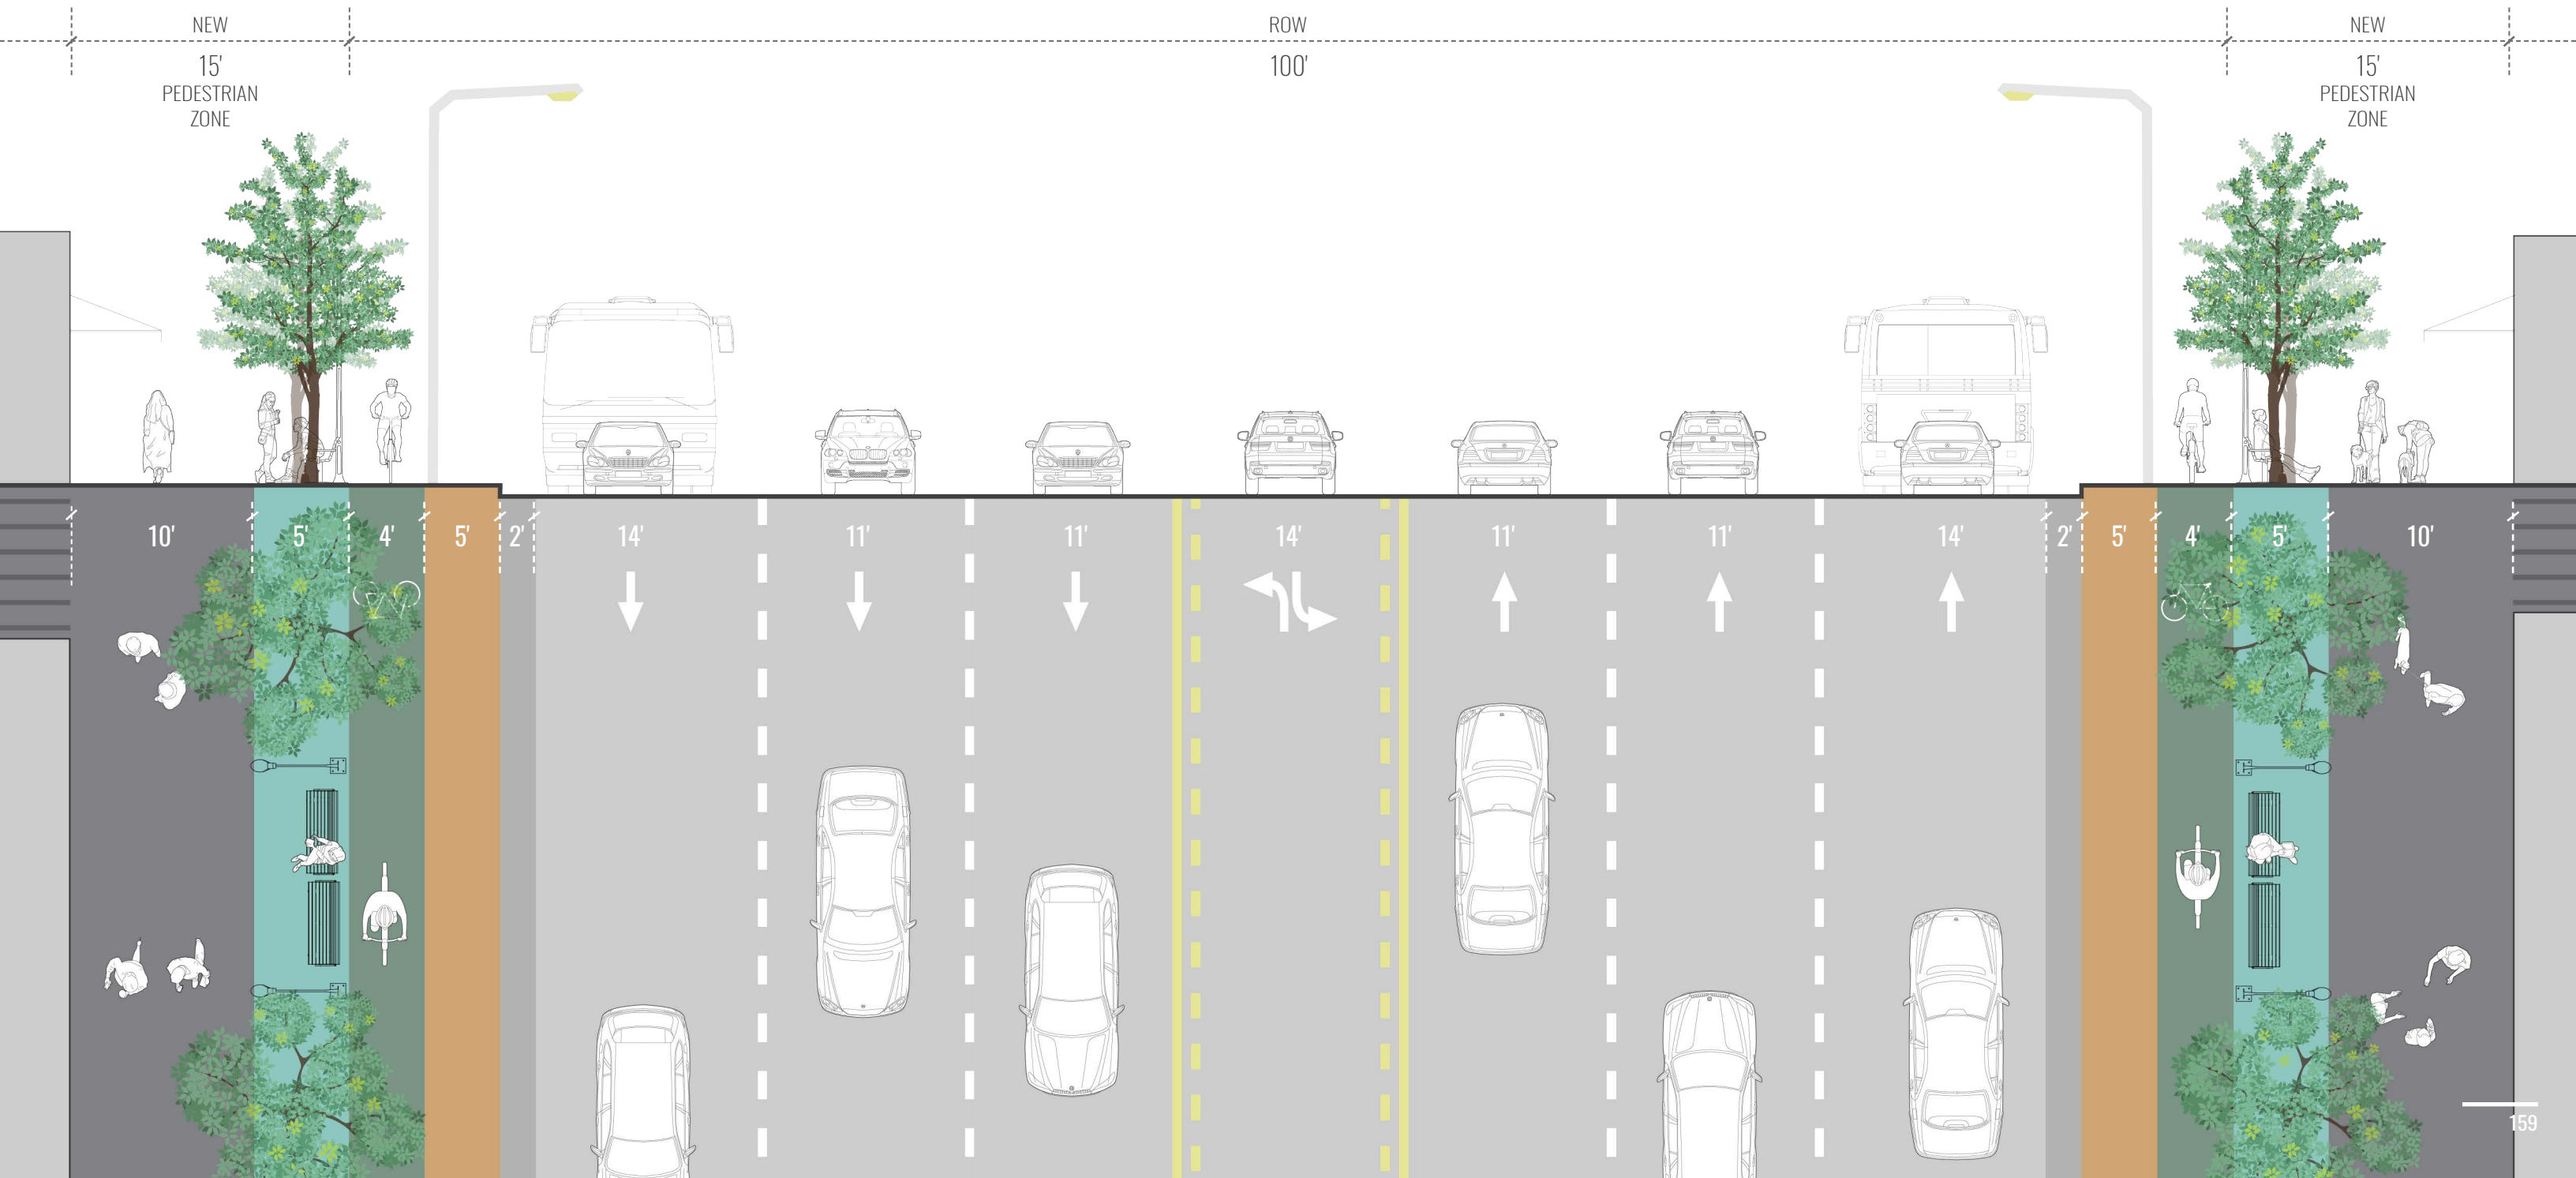 NEW
ROW
NEW
15'
100'
15'
PEDESTRIAN
ZONE
PEDESTRIAN
ZONE
10' 5' 4' 5' 2' 14' 11' 11' 14' 11' 11' 14' 2' 5' 4' 5' 10'
159